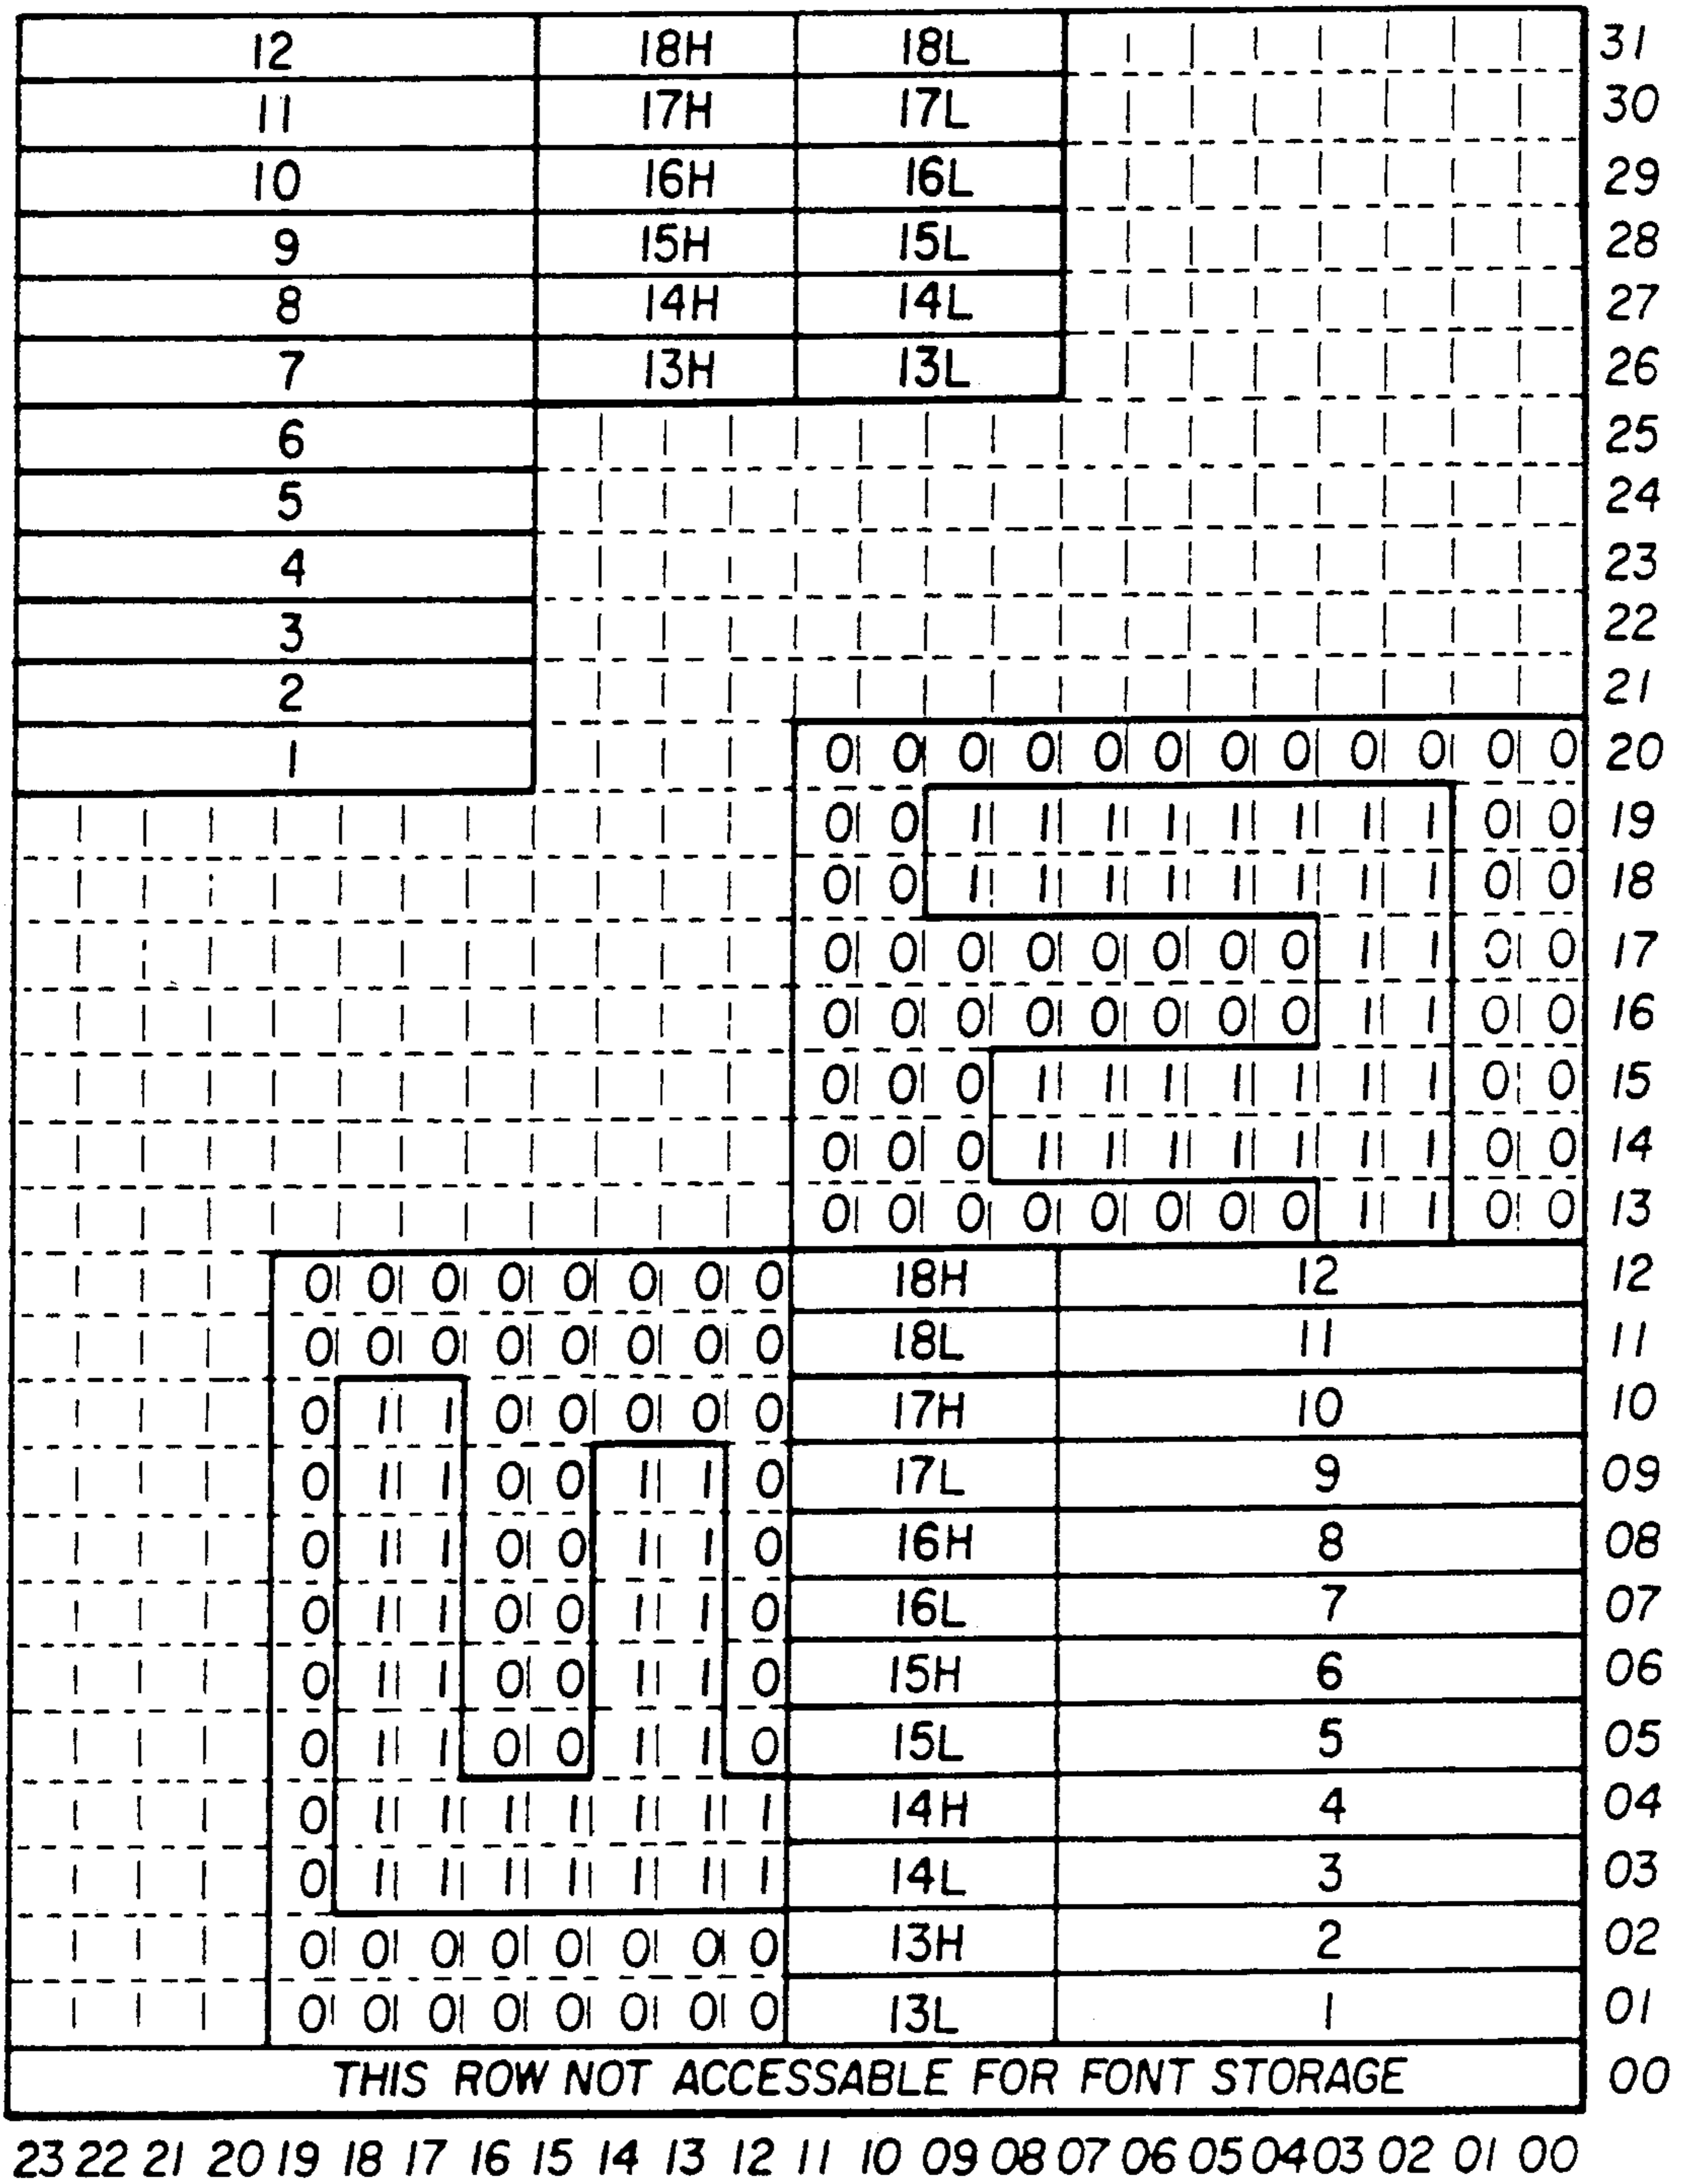 12 18H 18L 31
11 17H 17L 30
10 16H 16L 29
9 15H 15L 28
8 14H 14L 27
7 13H 13L 26
6 25
5 24
4 23
3 22
2 21
1 0 0 0 0 0 0 0 0 0 0 0 0 20
0 0 1 1 1 1 1 1 1 1 0 0 19
0 0 1 1 1 1 1 1 1 1 0 0 18
0 0 0 0 0 0 0 0 1 1 0 0 17
0 0 0 0 0 0 0 0 1 1 0 0 16
0 0 0 1 1 1 1 1 1 1 0 0 15
0 0 0 1 1 1 1 1 1 1 0 0 14
0 0 0 0 0 0 0 0 1 1 0 0 13
0 0 0 0 0 0 0 0 18H 12 12
0 0 0 0 0 0 0 0 18L 11 11
0 1 1 0 0 0 0 0 17H 10 10
0 1 1 0 0 1 1 0 17L 9 09
0 1 1 0 0 1 1 0 16H 8 08
0 1 1 0 0 1 1 0 16L 7 07
0 1 1 0 0 1 1 0 15H 6 06
0 1 1 0 0 1 1 0 15L 5 05
0 1 1 1 1 1 1 1 14H 4 04
0 1 1 1 1 1 1 1 14L 3 03
0 0 0 0 0 0 0 0 13H 2 02
0 0 0 0 0 0 0 0 13L 1 01
THIS ROW NOT ACCESSABLE FOR FONT STORAGE 00
23 22 21 20 19 18 17 16 15 14 13 12 11 10 09 08 07 06 05 04 03 02 01 00